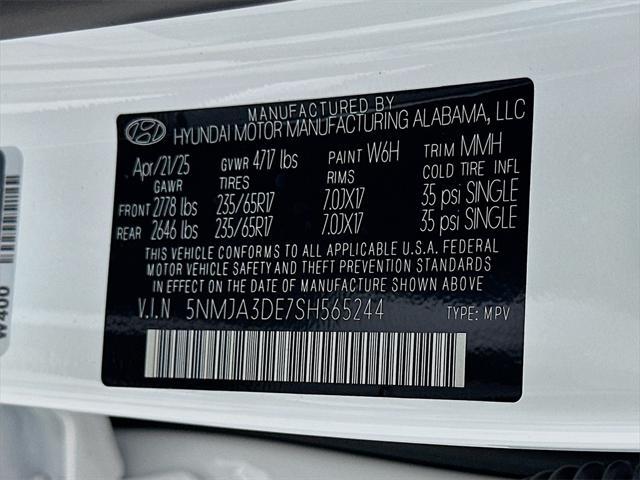 MANUFACTURED BY
HYUNDAI MOTOR MANUFACTURING ALABAMA, LLC
Apr/21/25 GVWR 4717 lbs PAINT W6H TRIM MMH
GAWR TIRES RIMS COLD TIRE INFL
FRONT 2778 lbs 235/65R17 7.0JX17 35 psi SINGLE
REAR 2646 lbs 235/65R17 7.0JX17 35 psi SINGLE
THIS VEHICLE CONFORMS TO ALL APPLICABLE U.S.A. FEDERAL
MOTOR VEHICLE SAFETY AND THEFT PREVENTION STANDARDS
IN EFFECT ON THE DATE OF MANUFACTURE SHOWN ABOVE
V.I.N 5NMJA3DE7SH565244 TYPE: MPV
W400